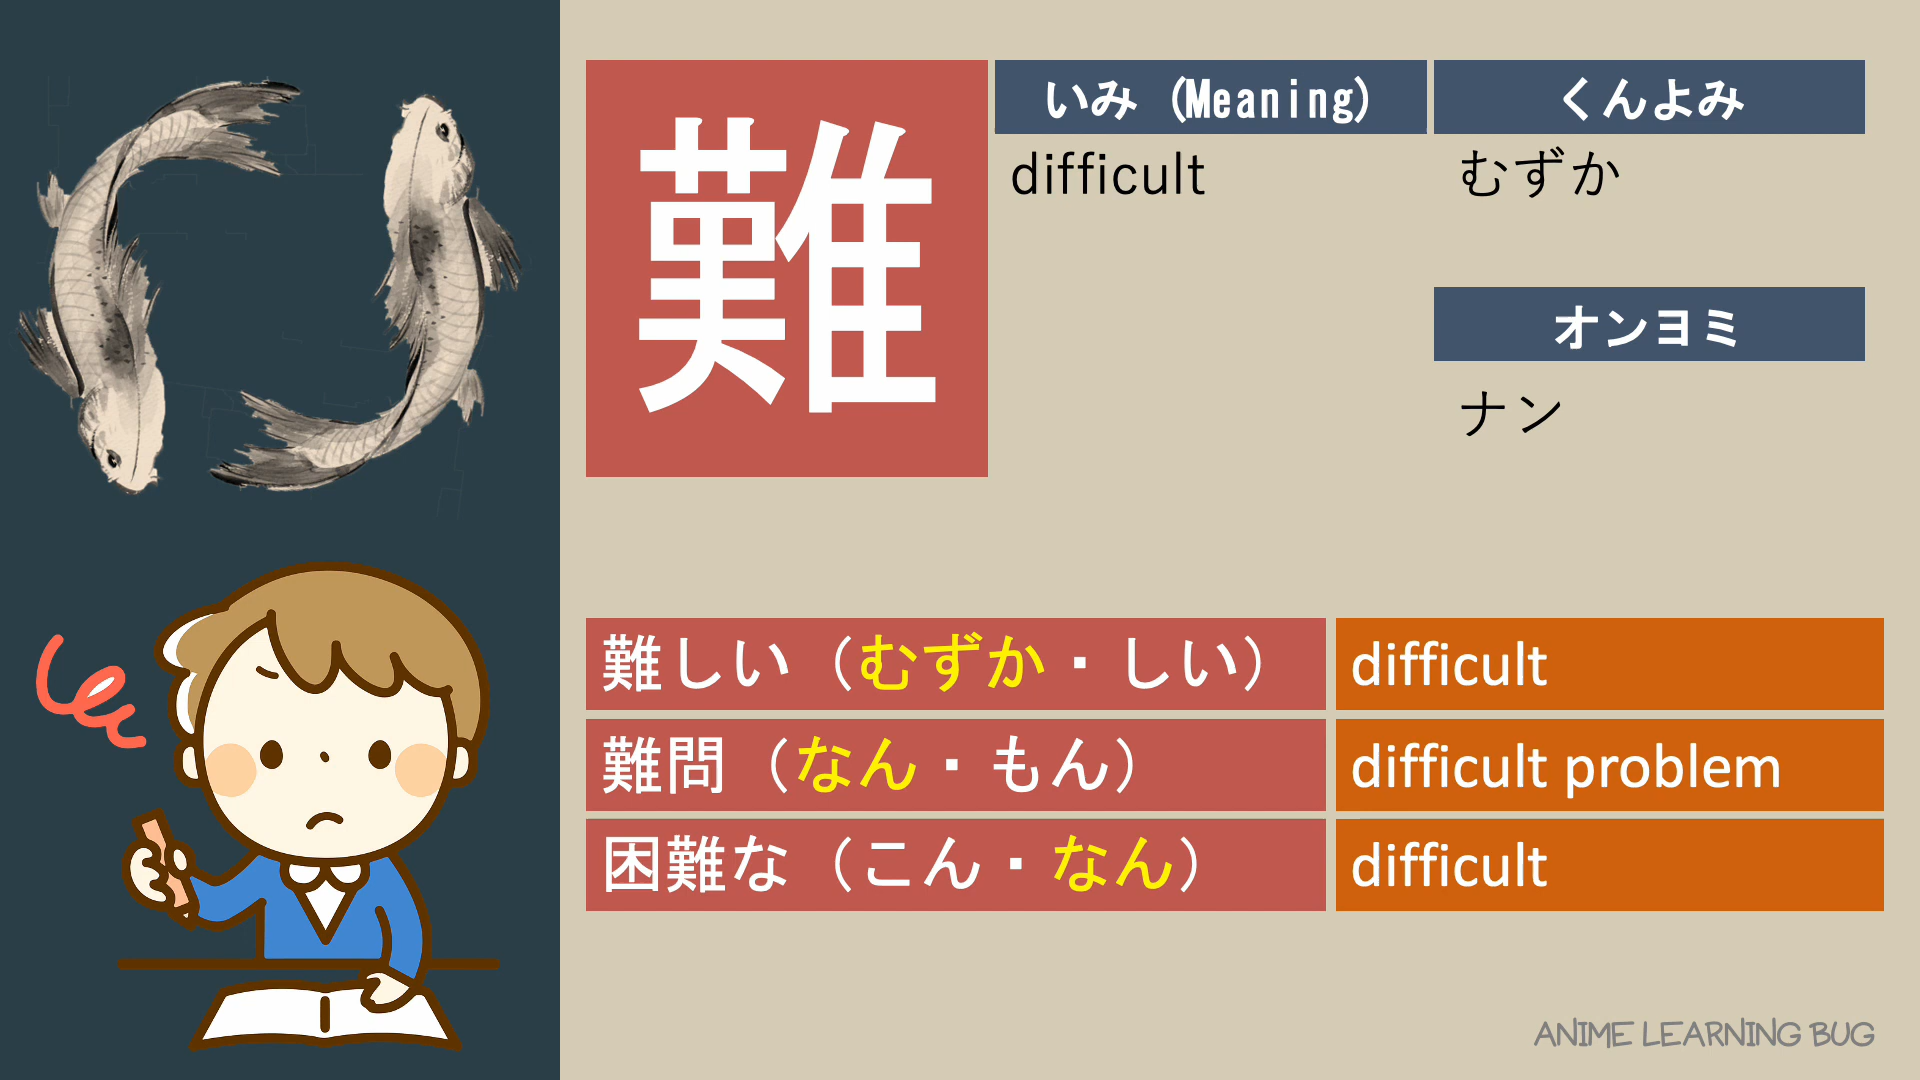 難
いみ (Meaning)
difficult
くんよみ
むずか
オンヨミ
ナン
難しい（むずか・しい） difficult
難問（なん・もん） difficult problem
困難な（こん・なん） difficult
ANIME LEARNING BUG